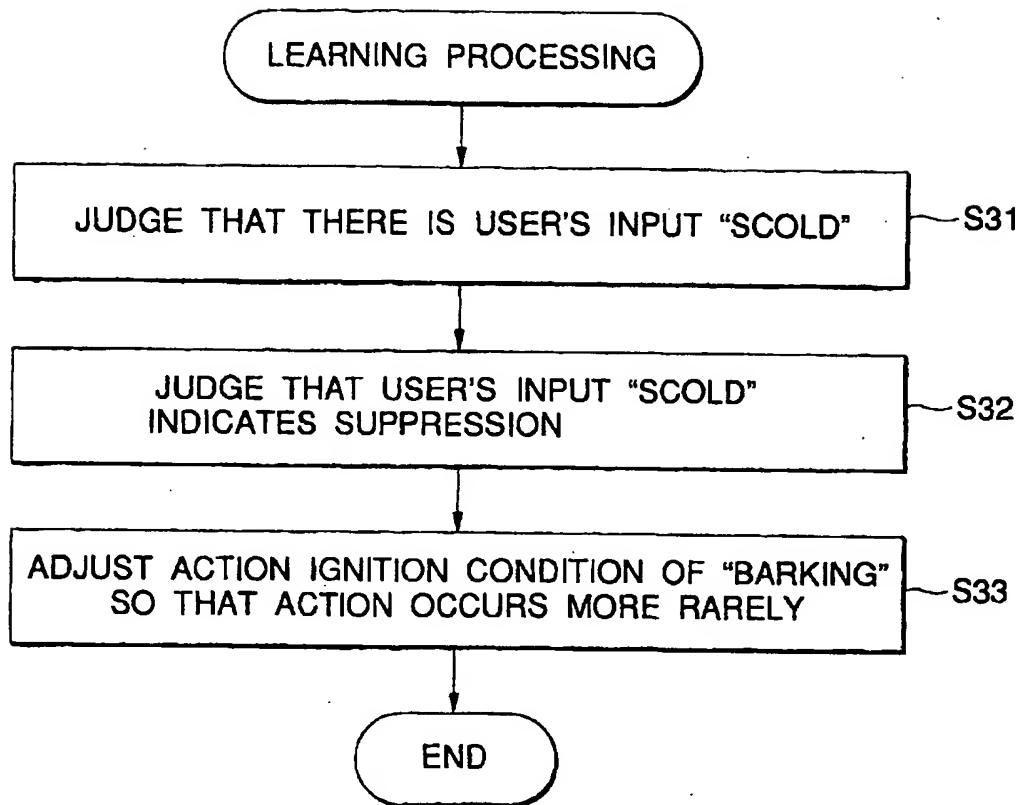 LEARNING PROCESSING
JUDGE THAT THERE IS USER'S INPUT “SCOLD”
S31
JUDGE THAT USER'S INPUT “SCOLD”
INDICATES SUPPRESSION
S32
ADJUST ACTION IGNITION CONDITION OF “BARKING”
SO THAT ACTION OCCURS MORE RARELY
S33
END